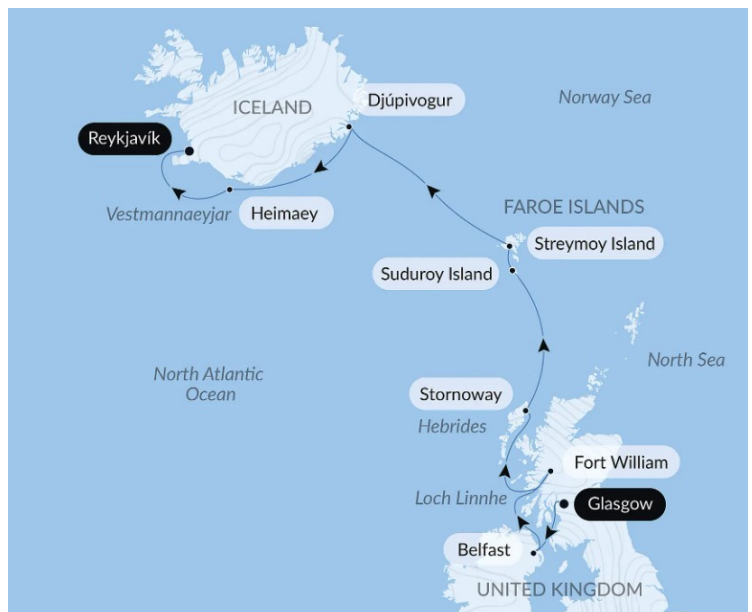 Djúpivogur
Norway Sea
ICELAND
Reykjavík
Vestmannaeyjar
Heimaey
FAROE ISLANDS
Streymoy Island
Suduroy Island
North Atlantic
Ocean
North Sea
Stornoway
Hebrides
Fort William
Loch Linnhe
Glasgow
Belfast
UNITED KINGDOM